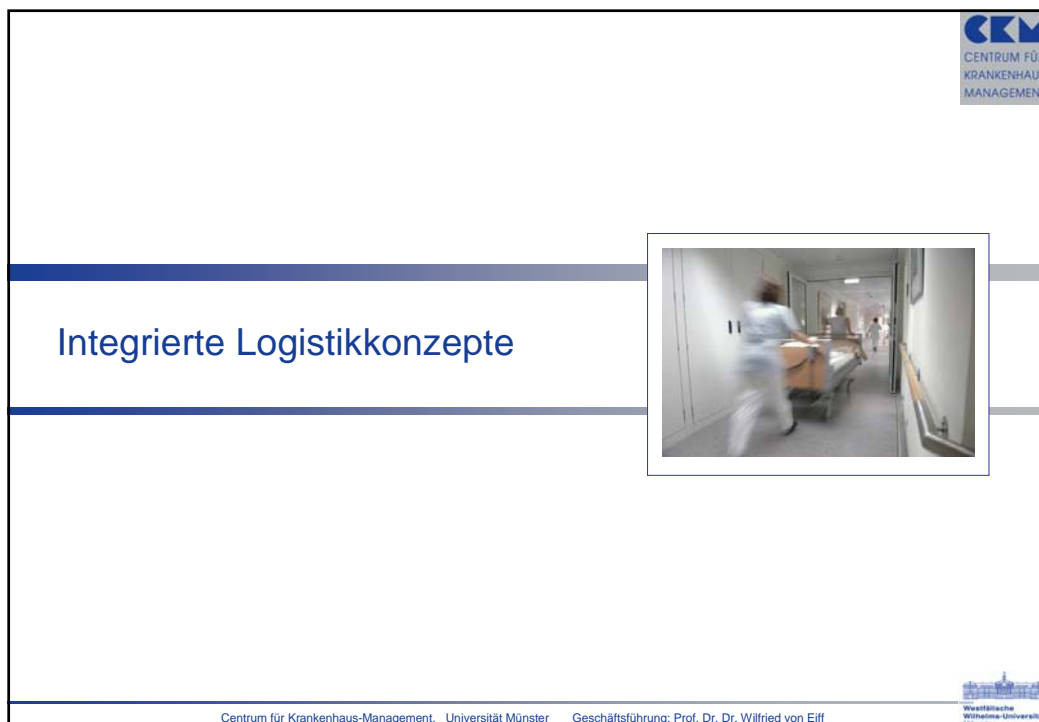 CKM
CENTRUM FÜ
KRANKENHAU
MANAGEMEN
Integrierte Logistikkonzepte
Centrum für Krankenhaus-Management, Universität Münster Geschäftsführung: Prof. Dr. Dr. Wilfried von Eiff
Westfälische
Wilhelms-Universit